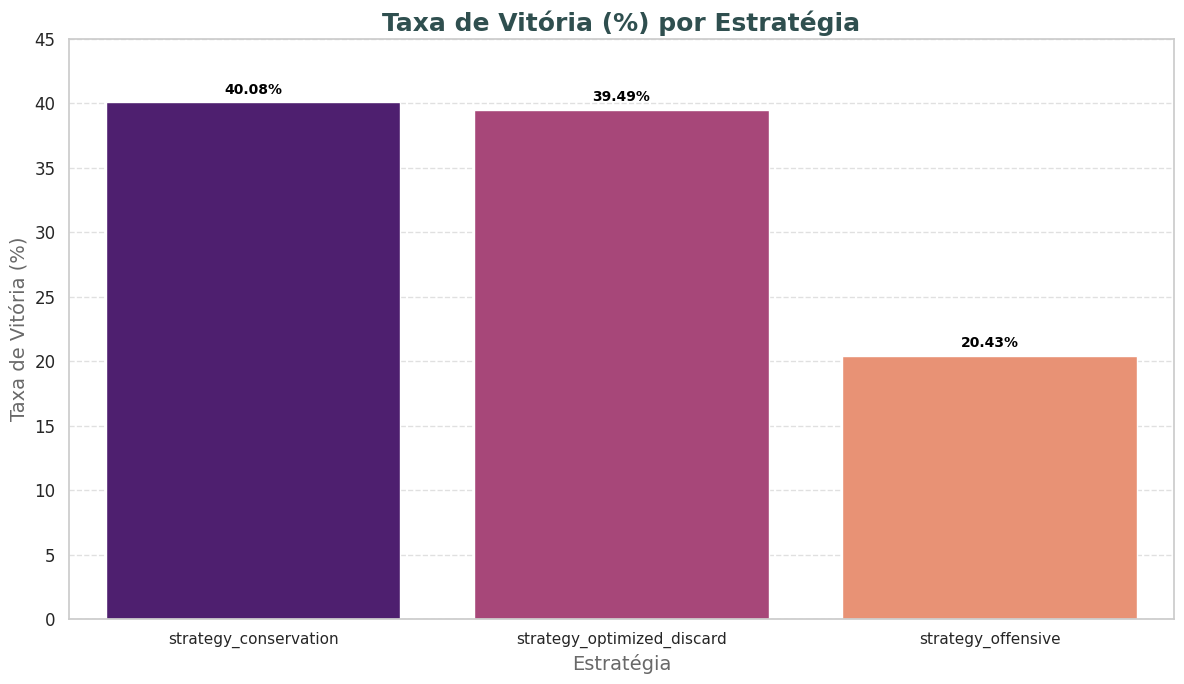 Taxa de Vitória (%) por Estratégia
45
40
35
30
25
20
15
10
5
0
Taxa de Vitória (%)
40.08%
39.49%
20.43%
strategy_conservation
strategy_optimized_discard
strategy_offensive
Estratégia